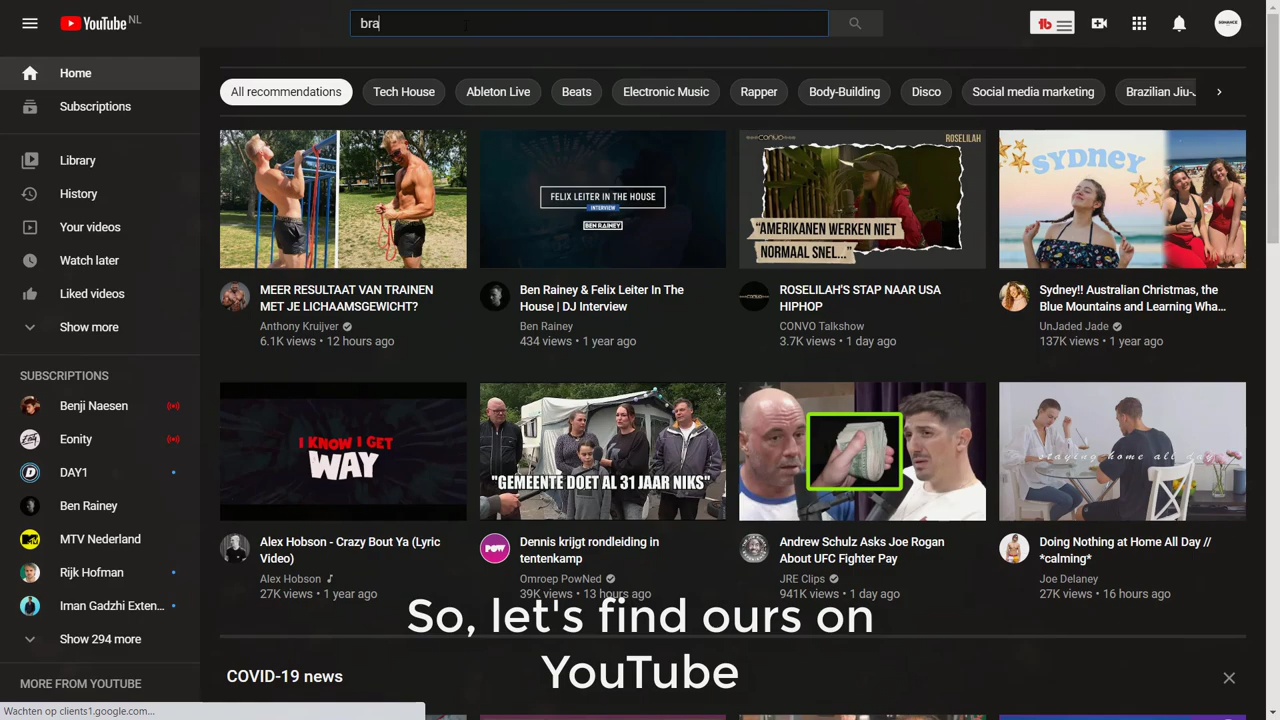 YouTube NL
bra
tb
EONANCE
Home
Subscriptions
Library
History
Your videos
Watch later
Liked videos
Show more
SUBSCRIPTIONS
Benji Naesen
Eonity
DAY1
Ben Rainey
MTV Nederland
Rijk Hofman
Iman Gadzhi Exten...
Show 294 more
MORE FROM YOUTUBE
All recommendations
Tech House
Ableton Live
Beats
Electronic Music
Rapper
Body-Building
Disco
Social media marketing
Brazilian Jiu-.
FELIX LEITER IN THE HOUSE
INTERVIEW
BEN RAINEY
CONVO
ROSELILAH
"AMERIKANEN WERKEN NIET
NORMAAL SNEL..."
SYDNEY
MEER RESULTAAT VAN TRAINEN
MET JE LICHAAMSGEWICHT?
Anthony Kruijver
6.1K views • 12 hours ago
Ben Rainey & Felix Leiter In The
House | DJ Interview
Ben Rainey
434 views • 1 year ago
ROSELILAH'S STAP NAAR USA
HIPHOP
CONVO Talkshow
3.7K views • 1 day ago
Sydney!! Australian Christmas, the
Blue Mountains and Learning Wha...
UnJaded Jade
137K views • 1 year ago
I KNOW I GET
WAY
"GEMEENTE DOET AL 31 JAAR NIKS"
staying home all day.
Alex Hobson - Crazy Bout Ya (Lyric
Video)
Alex Hobson
27K views • 1 year ago
POW
Dennis krijgt rondleiding in
tentenkamp
Omroep PowNed
39K views • 13 hours ago
Andrew Schulz Asks Joe Rogan
About UFC Fighter Pay
JRE Clips
941K views • 1 day ago
Doing Nothing at Home All Day //
*calming*
Joe Delaney
27K views • 16 hours ago
So, let's find ours on
YouTube
COVID-19 news
Wachten op clients1.google.com...